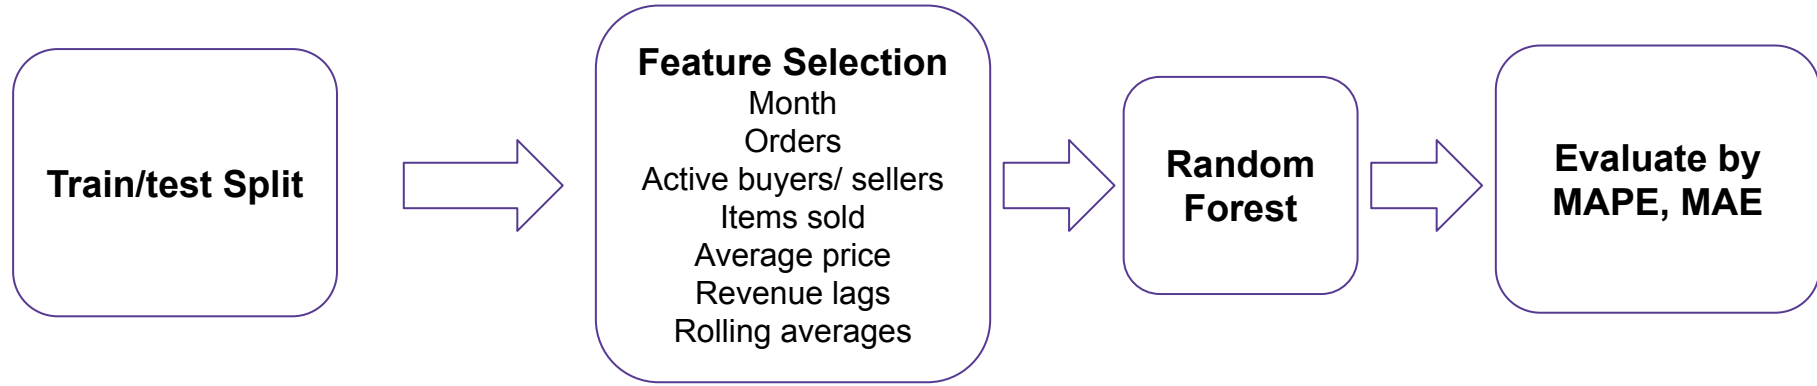 Train/test Split
Feature Selection
Month
Orders
Active buyers/ sellers
Items sold
Average price
Revenue lags
Rolling averages
Random
Forest
Evaluate by
MAPE, MAE